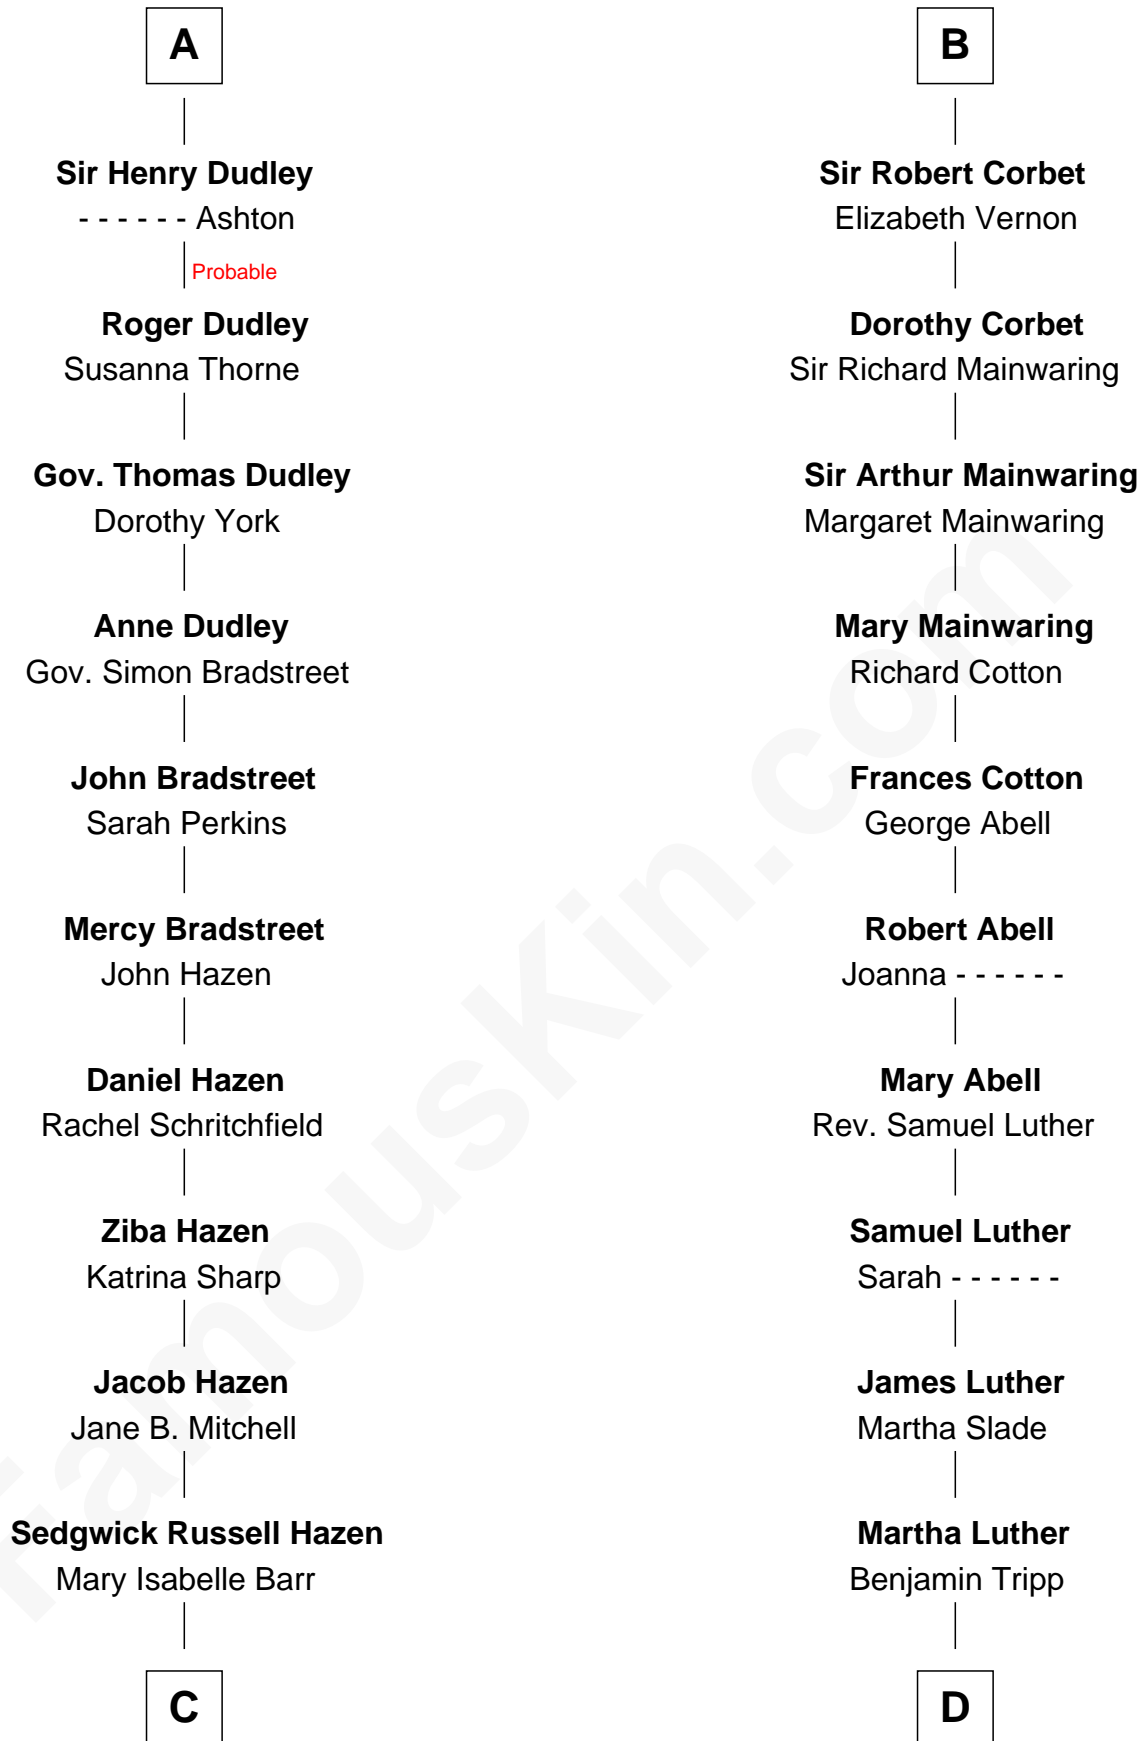 A
Sir Henry Dudley
- - - - - - Ashton
Probable
Roger Dudley
Susanna Thorne
Gov. Thomas Dudley
Dorothy York
Anne Dudley
Gov. Simon Bradstreet
John Bradstreet
Sarah Perkins
Mercy Bradstreet
John Hazen
Daniel Hazen
Rachel Schritchfield
Ziba Hazen
Katrina Sharp
Jacob Hazen
Jane B. Mitchell
Sedgwick Russell Hazen
Mary Isabelle Barr
C
B
Sir Robert Corbet
Elizabeth Vernon
Dorothy Corbet
Sir Richard Mainwaring
Sir Arthur Mainwaring
Margaret Mainwaring
Mary Mainwaring
Richard Cotton
Frances Cotton
George Abell
Robert Abell
Joanna - - - - - -
Mary Abell
Rev. Samuel Luther
Samuel Luther
Sarah - - - - - -
James Luther
Martha Slade
Martha Luther
Benjamin Tripp
D
FamousKin.com